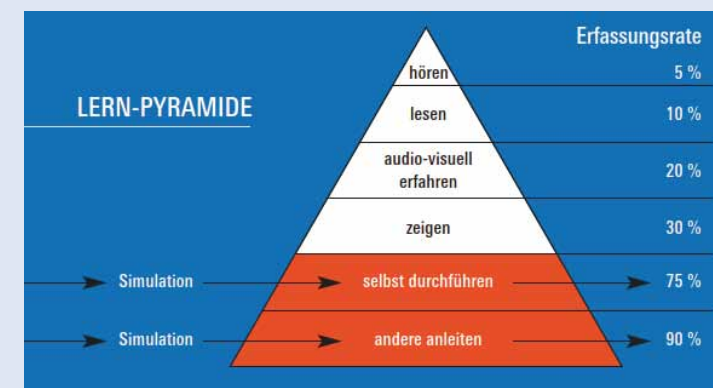 Erfassungsrate
LERN-PYRAMIDE
hören 5 %
lesen 10 %
audio-visuell
erfahren 20 %
zeigen 30 %
Simulation selbst durchführen 75 %
Simulation andere anleiten 90 %